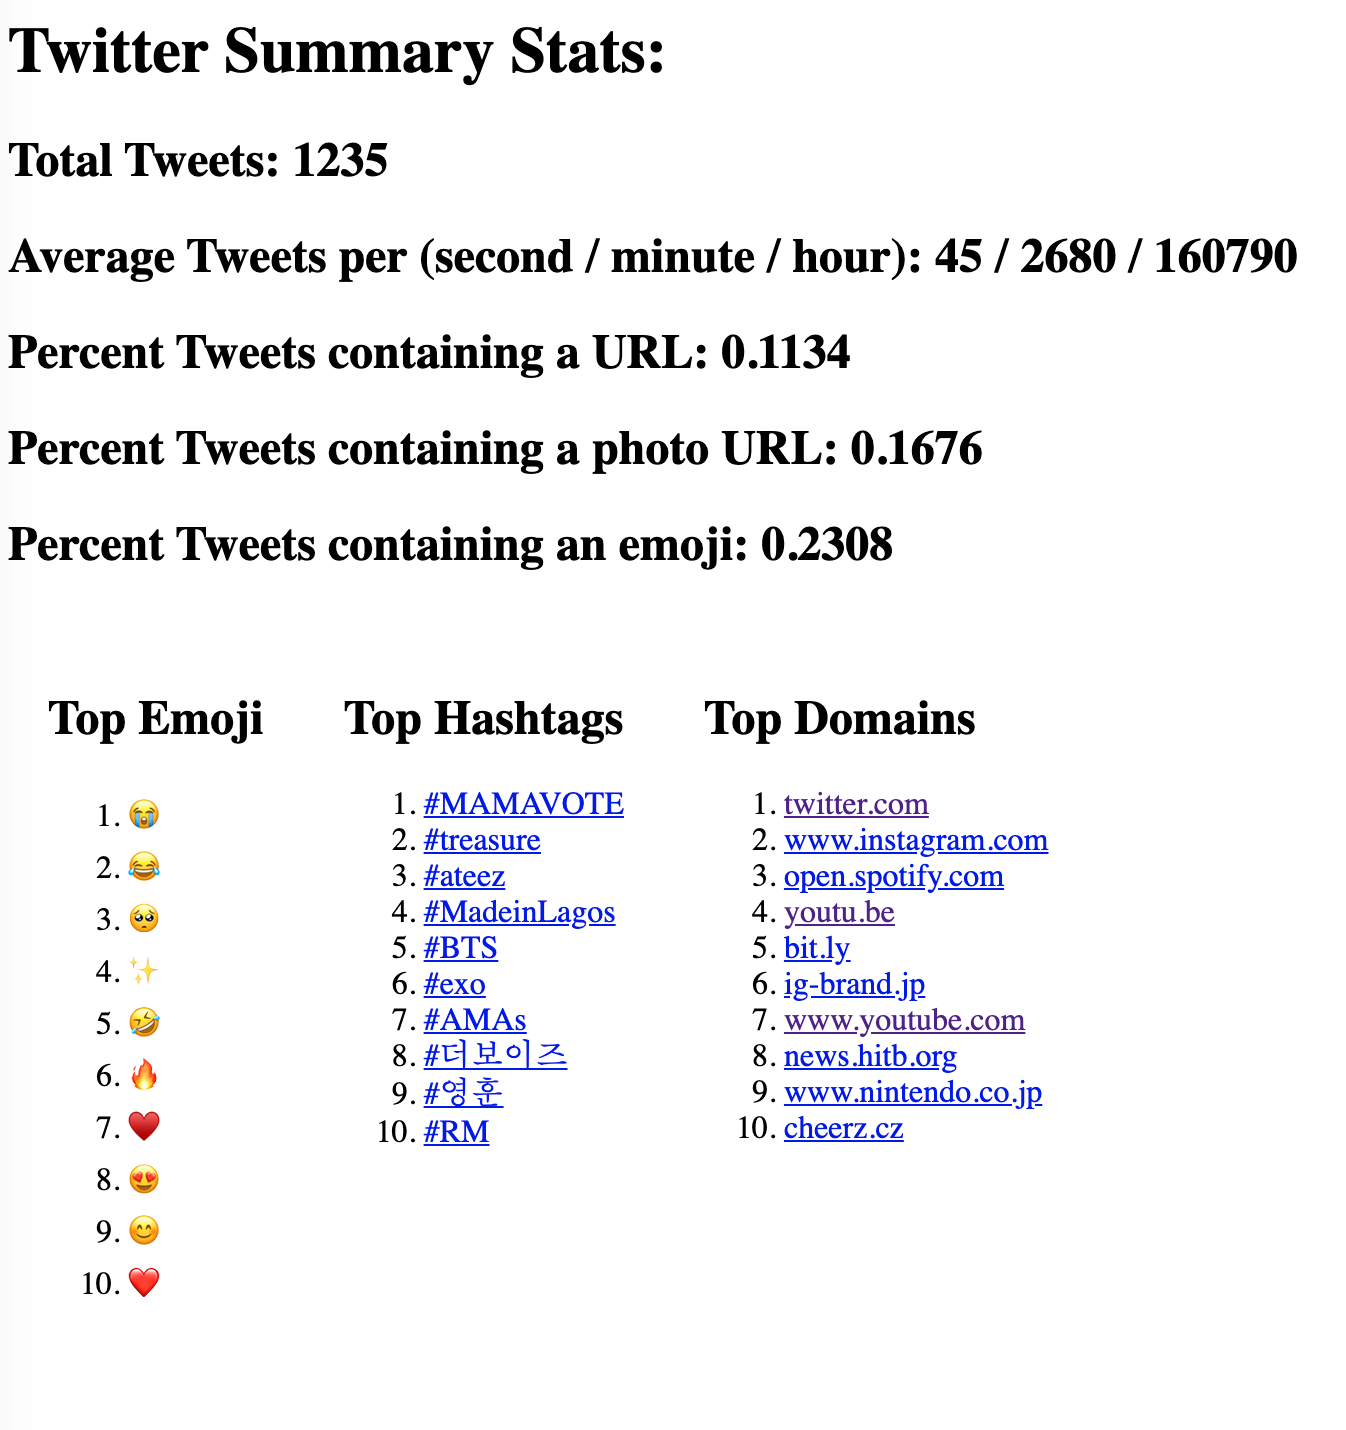 Twitter Summary Stats:
Total Tweets: 1235
Average Tweets per (second / minute / hour): 45 / 2680 / 160790
Percent Tweets containing a URL: 0.1134
Percent Tweets containing a photo URL: 0.1676
Percent Tweets containing an emoji: 0.2308
Top Emoji
1. 😭
2. 😂
3. 🥺
4. ✨
5. 🤣
6. 🔥
7. ♥️
8. 😍
9. 😊
10. ❤️
Top Hashtags
1. #MAMAVOTE
2. #treasure
3. #ateez
4. #MadeinLagos
5. #BTS
6. #exo
7. #AMAs
8. #더보이즈
9. #영훈
10. #RM
Top Domains
1. twitter.com
2. www.instagram.com
3. open.spotify.com
4. youtu.be
5. bit.ly
6. ig-brand.jp
7. www.youtube.com
8. news.hitb.org
9. www.nintendo.co.jp
10. cheerz.cz